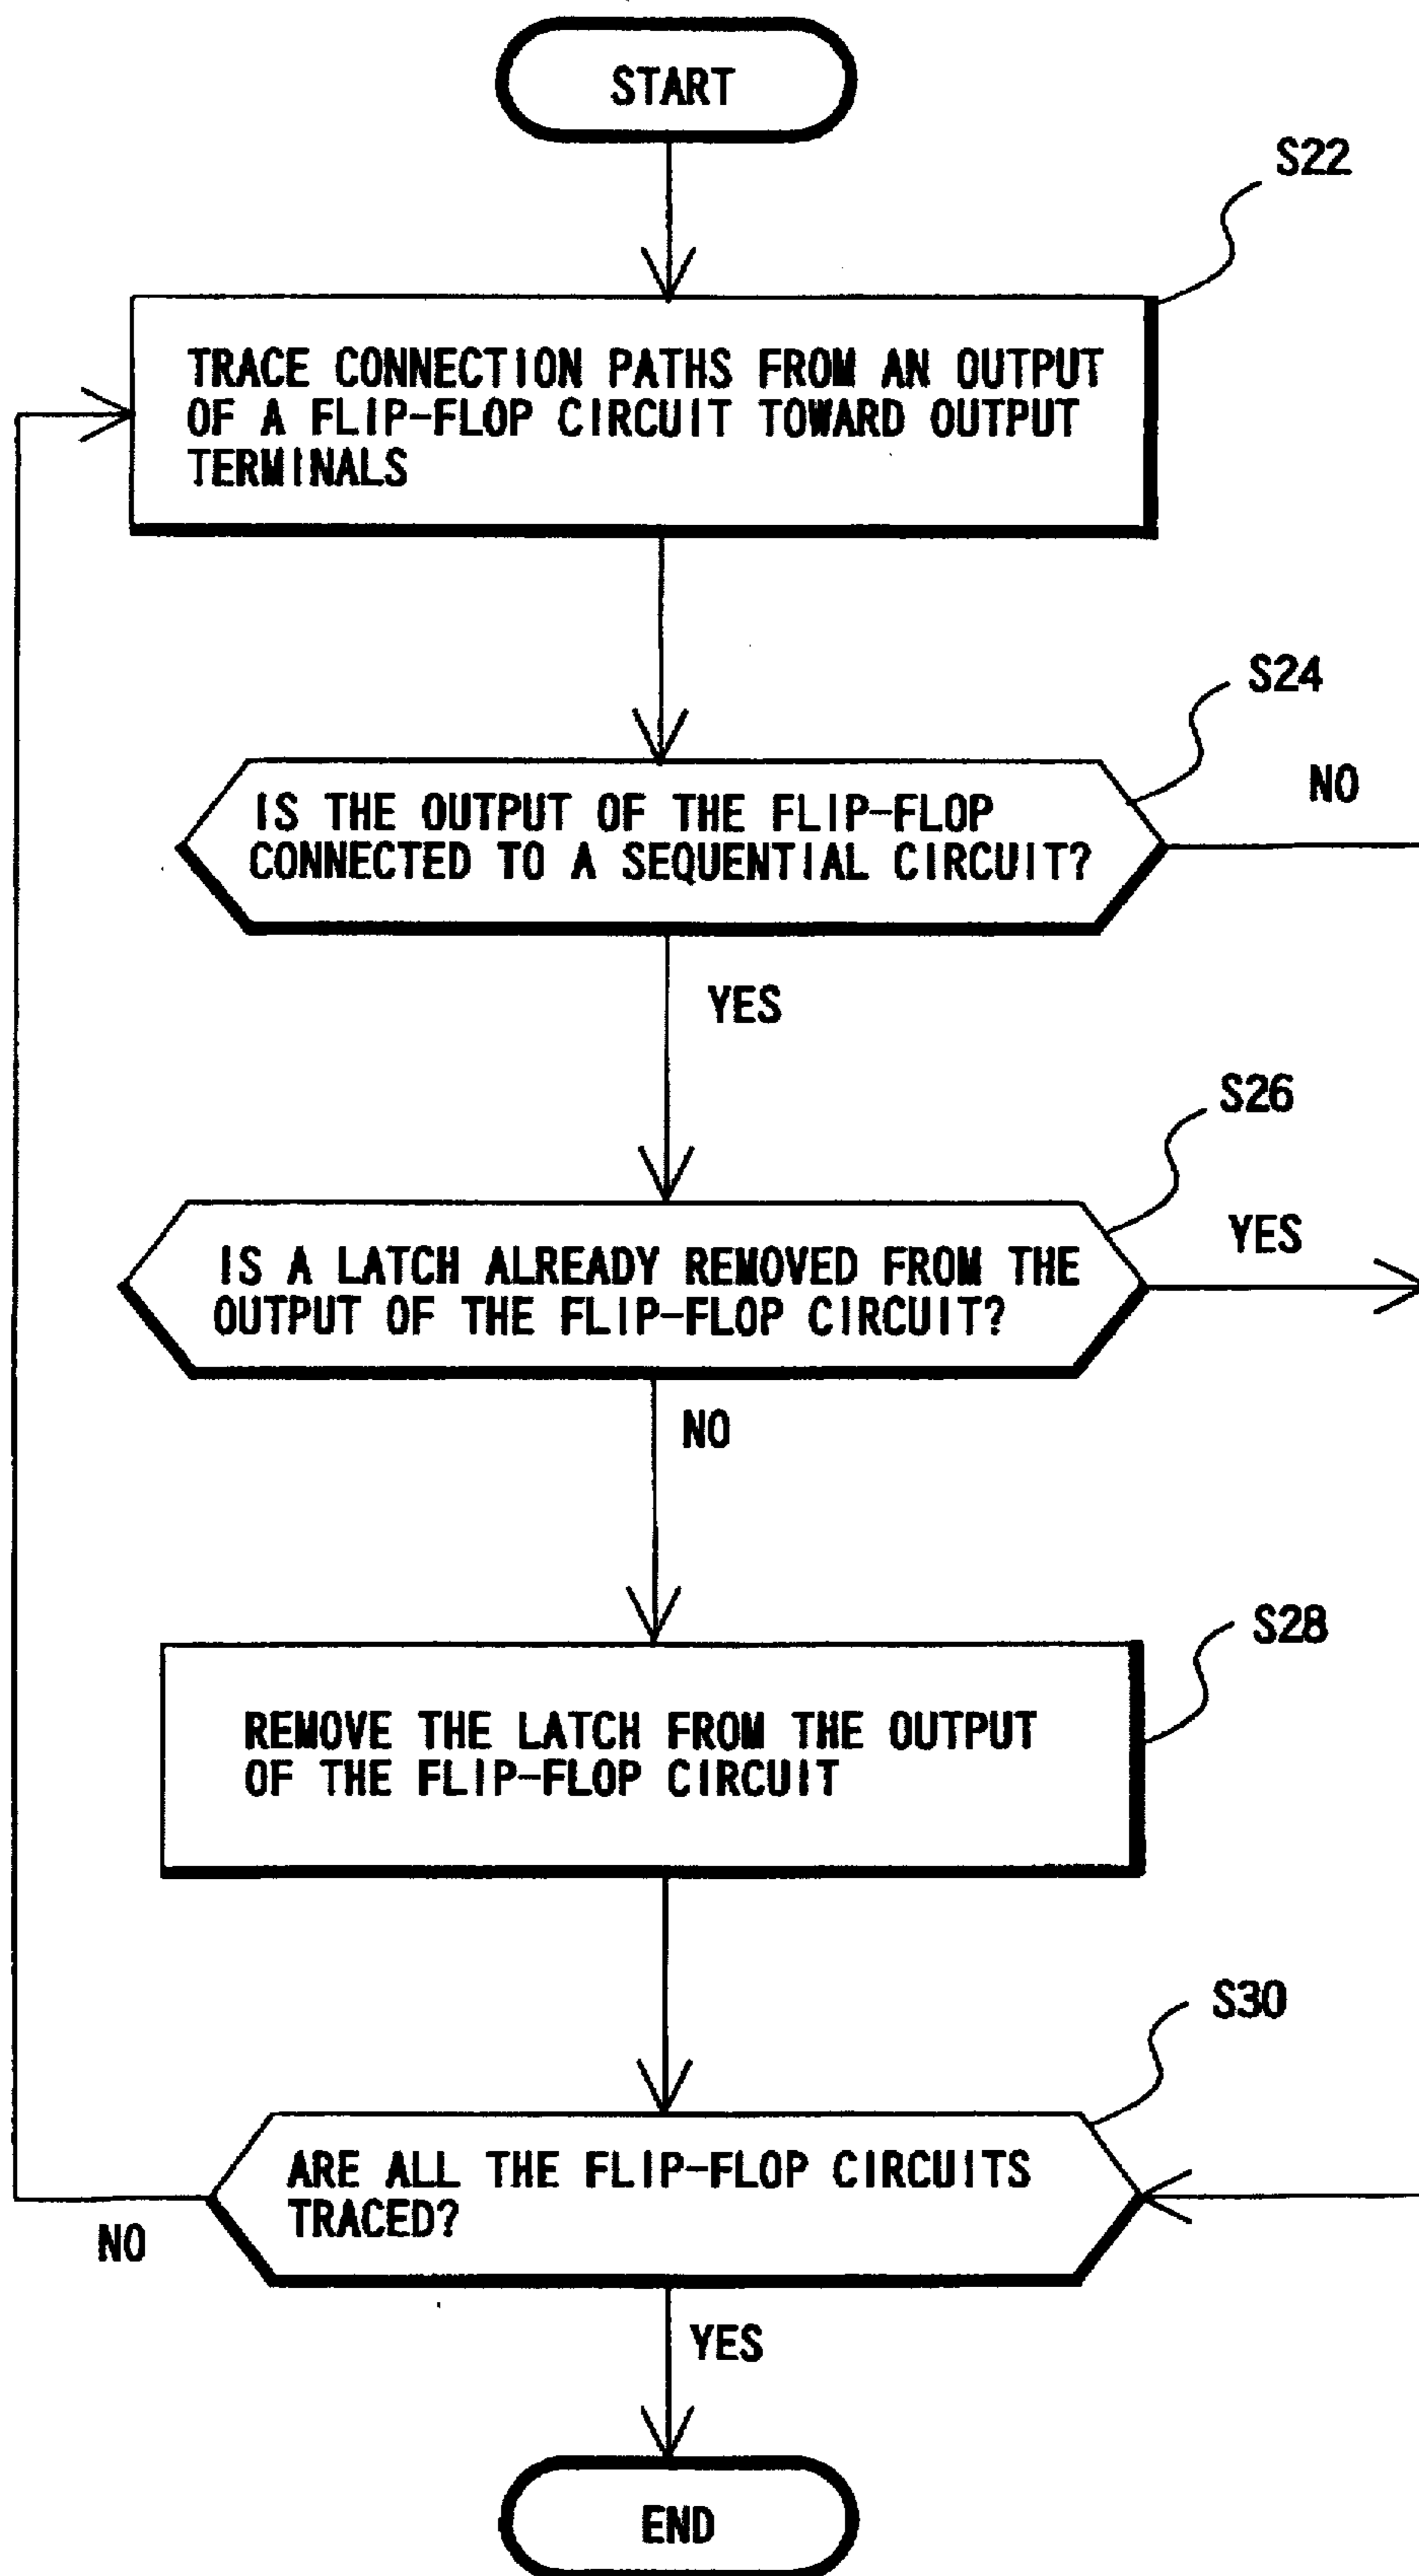 START
S22
TRACE CONNECTION PATHS FROM AN OUTPUT
OF A FLIP-FLOP CIRCUIT TOWARD OUTPUT
TERMINALS
S24
NO
IS THE OUTPUT OF THE FLIP-FLOP
CONNECTED TO A SEQUENTIAL CIRCUIT?
YES
S26
YES
IS A LATCH ALREADY REMOVED FROM THE
OUTPUT OF THE FLIP-FLOP CIRCUIT?
NO
S28
REMOVE THE LATCH FROM THE OUTPUT
OF THE FLIP-FLOP CIRCUIT
S30
ARE ALL THE FLIP-FLOP CIRCUITS
TRACED?
NO
YES
END